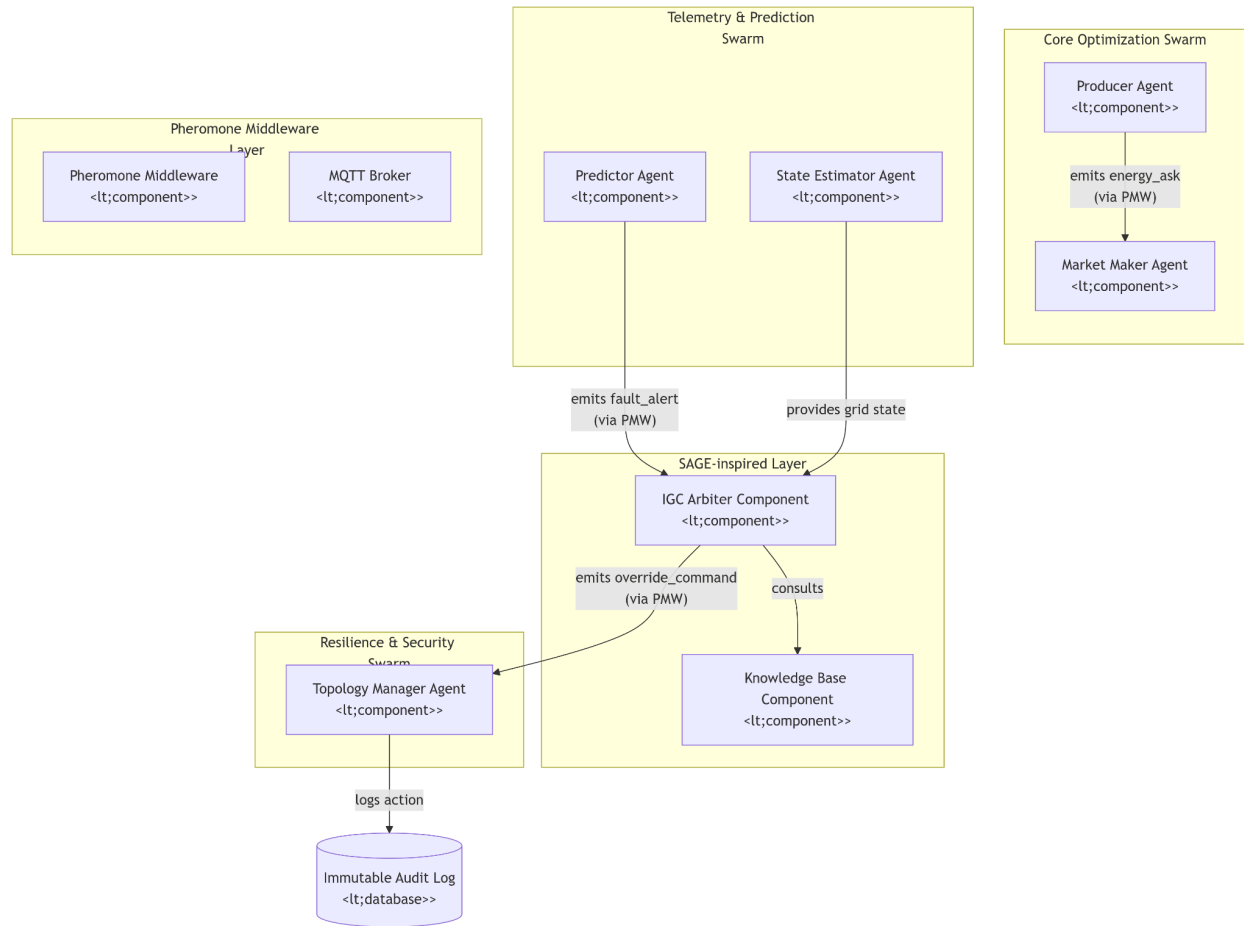 Telemetry & Prediction
Swarm
Core Optimization Swarm
Producer Agent
<lt;component>>
Pheromone Middleware
Layer
Pheromone Middleware
<lt;component>>
MQTT Broker
<lt;component>>
Predictor Agent
<lt;component>>
State Estimator Agent
<lt;component>>
emits energy_ask
(via PMW)
Market Maker Agent
<lt;component>>
emits fault_alert
(via PMW)
provides grid state
SAGE-inspired Layer
IGC Arbiter Component
<lt;component>>
emits override_command
(via PMW)
consults
Resilience & Security
Swarm
Topology Manager Agent
<lt;component>>
Knowledge Base
Component
<lt;component>>
logs action
Immutable Audit Log
<lt;database>>